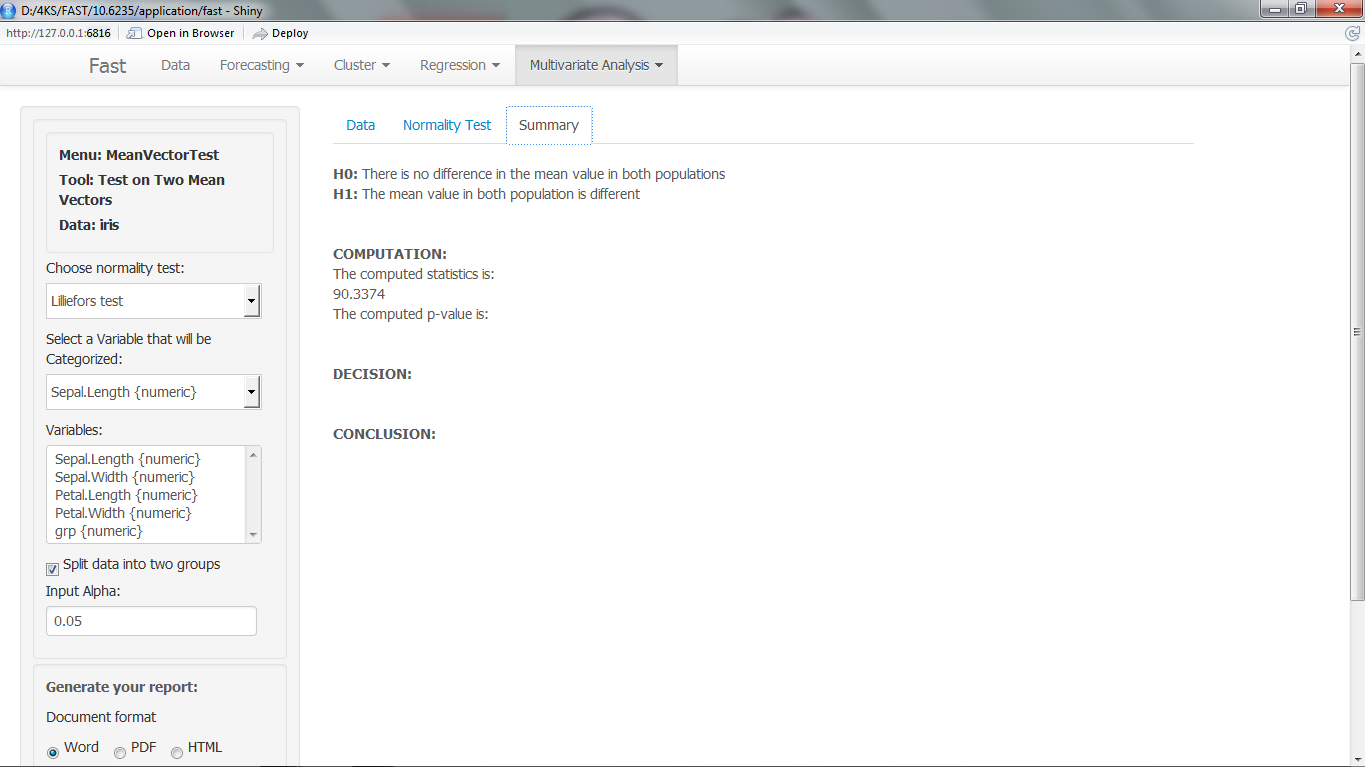 D:/4KS/FAST/10.6235/application/fast - Shiny
http://127.0.0.1:6816 Open in Browser Deploy
Fast Data Forecasting Cluster Regression Multivariate Analysis
Menu: MeanVectorTest
Tool: Test on Two Mean
Vectors
Data: iris
Choose normality test:
Lilliefors test
Select a Variable that will be
Categorized:
Sepal.Length {numeric}
Variables:
Sepal.Length {numeric}
Sepal.Width {numeric}
Petal.Length {numeric}
Petal.Width {numeric}
grp {numeric}
Split data into two groups
Input Alpha:
0.05
Generate your report:
Document format
Word PDF HTML
Data Normality Test Summary
H0: There is no difference in the mean value in both populations
H1: The mean value in both population is different
COMPUTATION:
The computed statistics is:
90.3374
The computed p-value is:
DECISION:
CONCLUSION: